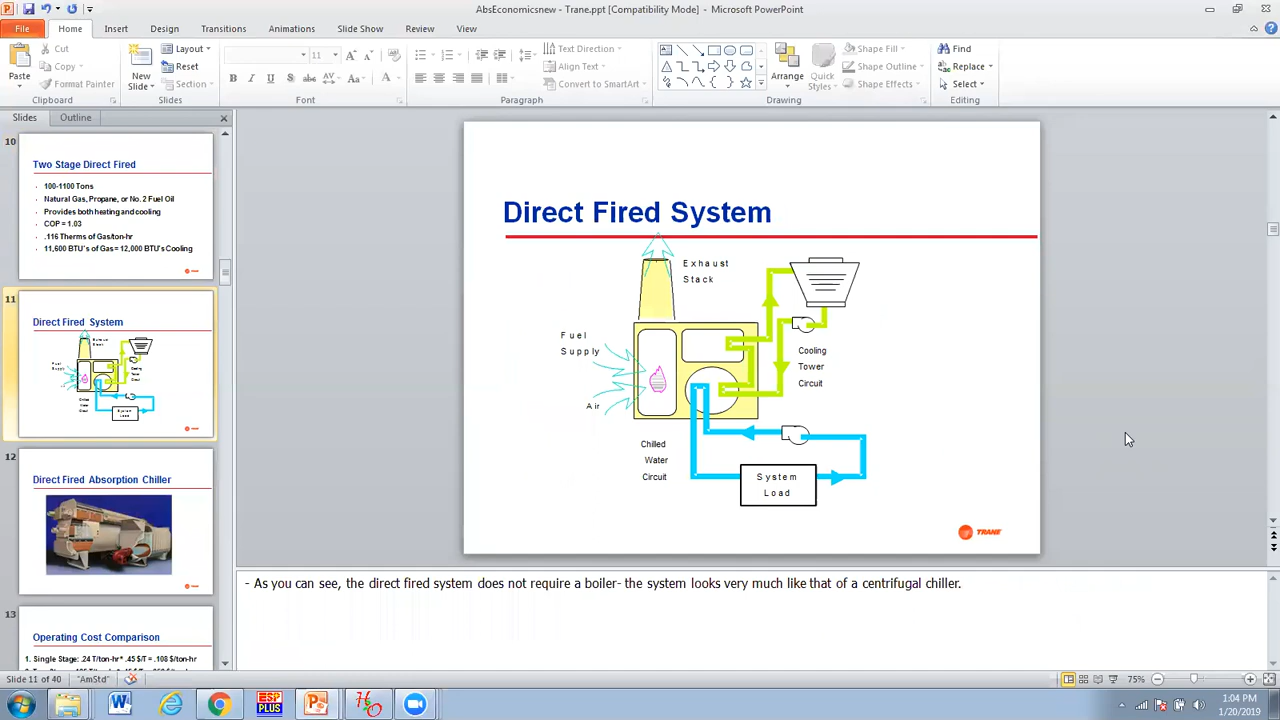 AbsEconomicsnew - Trane.ppt [Compatibility Mode] - Microsoft PowerPoint
File Home Insert Design Transitions Animations Slide Show Review View
Paste
Cut
Copy
Format Painter
Clipboard
New
Slide
Layout
Reset
Section
Slides
11
Font
Text Direction
Align Text
Convert to SmartArt
Paragraph
Arrange
Quick
Styles
Shape Fill
Shape Outline
Shape Effects
Drawing
Find
Replace
Select
Editing
Slides Outline
10
Two Stage Direct Fired
100-1100 Tons
Natural Gas, Propane, or No. 2 Fuel Oil
Provides both heating and cooling
COP = 1.03
.116 Therms of Gas/ton-hr
11,600 BTU's of Gas = 12,000 BTU's Cooling
11
Direct Fired System
12
Direct Fired Absorption Chiller
13
Operating Cost Comparison
1. Single Stage: .24 T/ton-hr* .45 $/T = .108 $/ton-hr
Direct Fired System
Exhaust
Stack
Fuel
Supply
Air
Cooling
Tower
Circuit
Chilled
Water
Circuit
System
Load
TRANE
- As you can see, the direct fired system does not require a boiler- the system looks very much like that of a centrifugal chiller.
Slide 11 of 40 "AmStd" 75%
ESP
PLUS
1:04 PM
1/20/2019